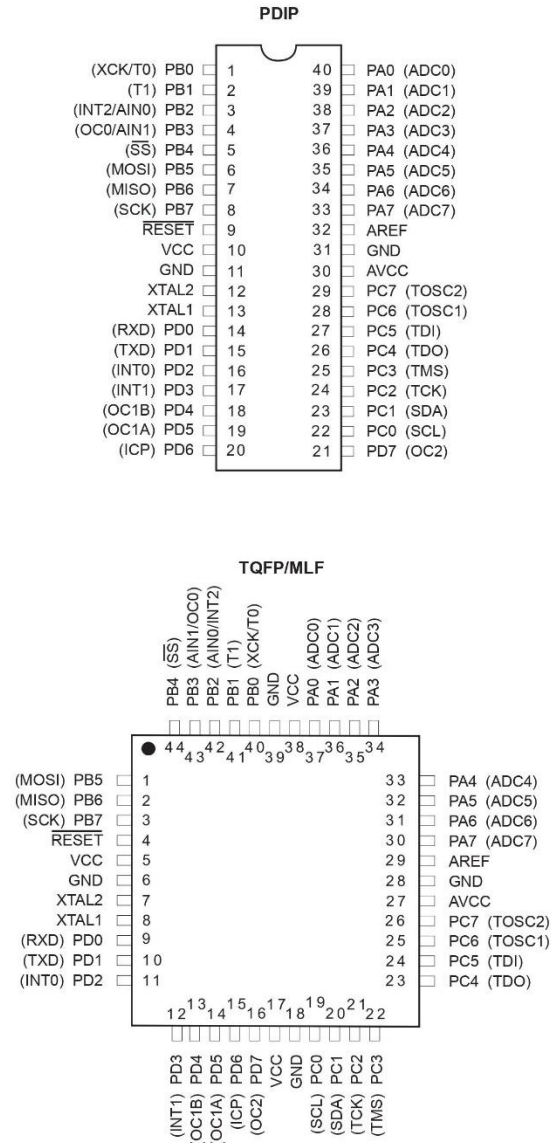 PDIP
(XCK/T0) PB0 1 40 PA0 (ADC0)
(T1) PB1 2 39 PA1 (ADC1)
(INT2/AIN0) PB2 3 38 PA2 (ADC2)
(OC0/AIN1) PB3 4 37 PA3 (ADC3)
(SS) PB4 5 36 PA4 (ADC4)
(MOSI) PB5 6 35 PA5 (ADC5)
(MISO) PB6 7 34 PA6 (ADC6)
(SCK) PB7 8 33 PA7 (ADC7)
RESET 9 32 AREF
VCC 10 31 GND
GND 11 30 AVCC
XTAL2 12 29 PC7 (TOSC2)
XTAL1 13 28 PC6 (TOSC1)
(RXD) PD0 14 27 PC5 (TDI)
(TXD) PD1 15 26 PC4 (TDO)
(INT0) PD2 16 25 PC3 (TMS)
(INT1) PD3 17 24 PC2 (TCK)
(OC1B) PD4 18 23 PC1 (SDA)
(OC1A) PD5 19 22 PC0 (SCL)
(ICP) PD6 20 21 PD7 (OC2)
TQFP/MLF
PB4 (SS)
PB3 (AIN1/OC0)
PB2 (AIN0/INT2)
PB1 (T1)
PB0 (XCK/T0)
GND
VCC
PA0 (ADC0)
PA1 (ADC1)
PA2 (ADC2)
PA3 (ADC3)
44 43 42 41 40 39 38 37 36 35 34
(MOSI) PB5 1 33 PA4 (ADC4)
(MISO) PB6 2 32 PA5 (ADC5)
(SCK) PB7 3 31 PA6 (ADC6)
RESET 4 30 PA7 (ADC7)
VCC 5 29 AREF
GND 6 28 GND
XTAL2 7 27 AVCC
XTAL1 8 26 PC7 (TOSC2)
(RXD) PD0 9 25 PC6 (TOSC1)
(TXD) PD1 10 24 PC5 (TDI)
(INT0) PD2 11 23 PC4 (TDO)
12 13 14 15 16 17 18 19 20 21 22
(INT1) PD3
(OC1B) PD4
(OC1A) PD5
(ICP) PD6
(OC2) PD7
VCC
GND
(SCL) PC0
(SDA) PC1
(TCK) PC2
(TMS) PC3